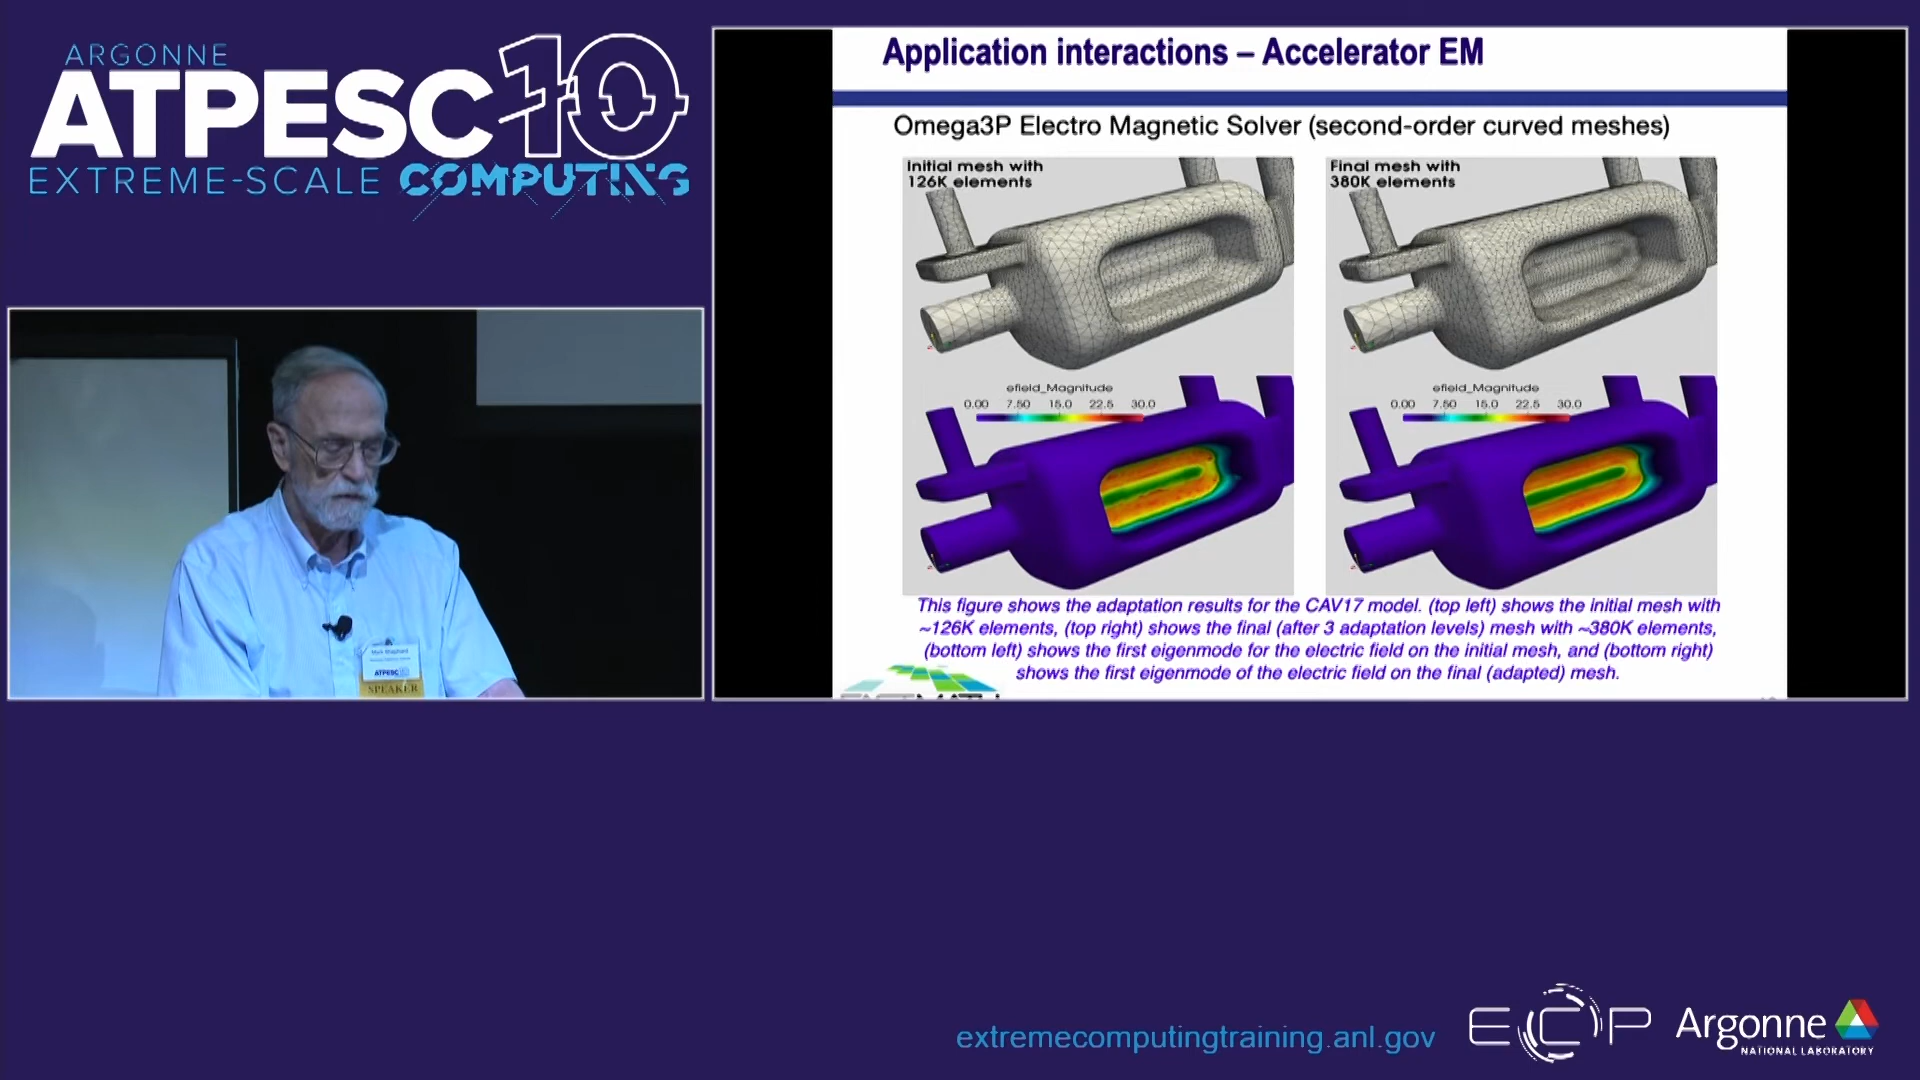 ARGONNE
ATPESC10
EXTREME-SCALE COMPUTING
Mark Shephard
ATPESC10
SPEAKER
Application interactions – Accelerator EM
Omega3P Electro Magnetic Solver (second-order curved meshes)
Initial mesh with
126K elements
Final mesh with
380K elements
efield_Magnitude
0.00 7.50 15.0 22.5 30.0
efield_Magnitude
0.00 7.50 15.0 22.5 30.0
This figure shows the adaptation results for the CAV17 model. (top left) shows the initial mesh with
~126K elements, (top right) shows the final (after 3 adaptation levels) mesh with ~380K elements,
(bottom left) shows the first eigenmode for the electric field on the initial mesh, and (bottom right)
shows the first eigenmode of the electric field on the final (adapted) mesh.
extremecomputingtraining.anl.gov
ECP
Argonne
NATIONAL LABORATORY